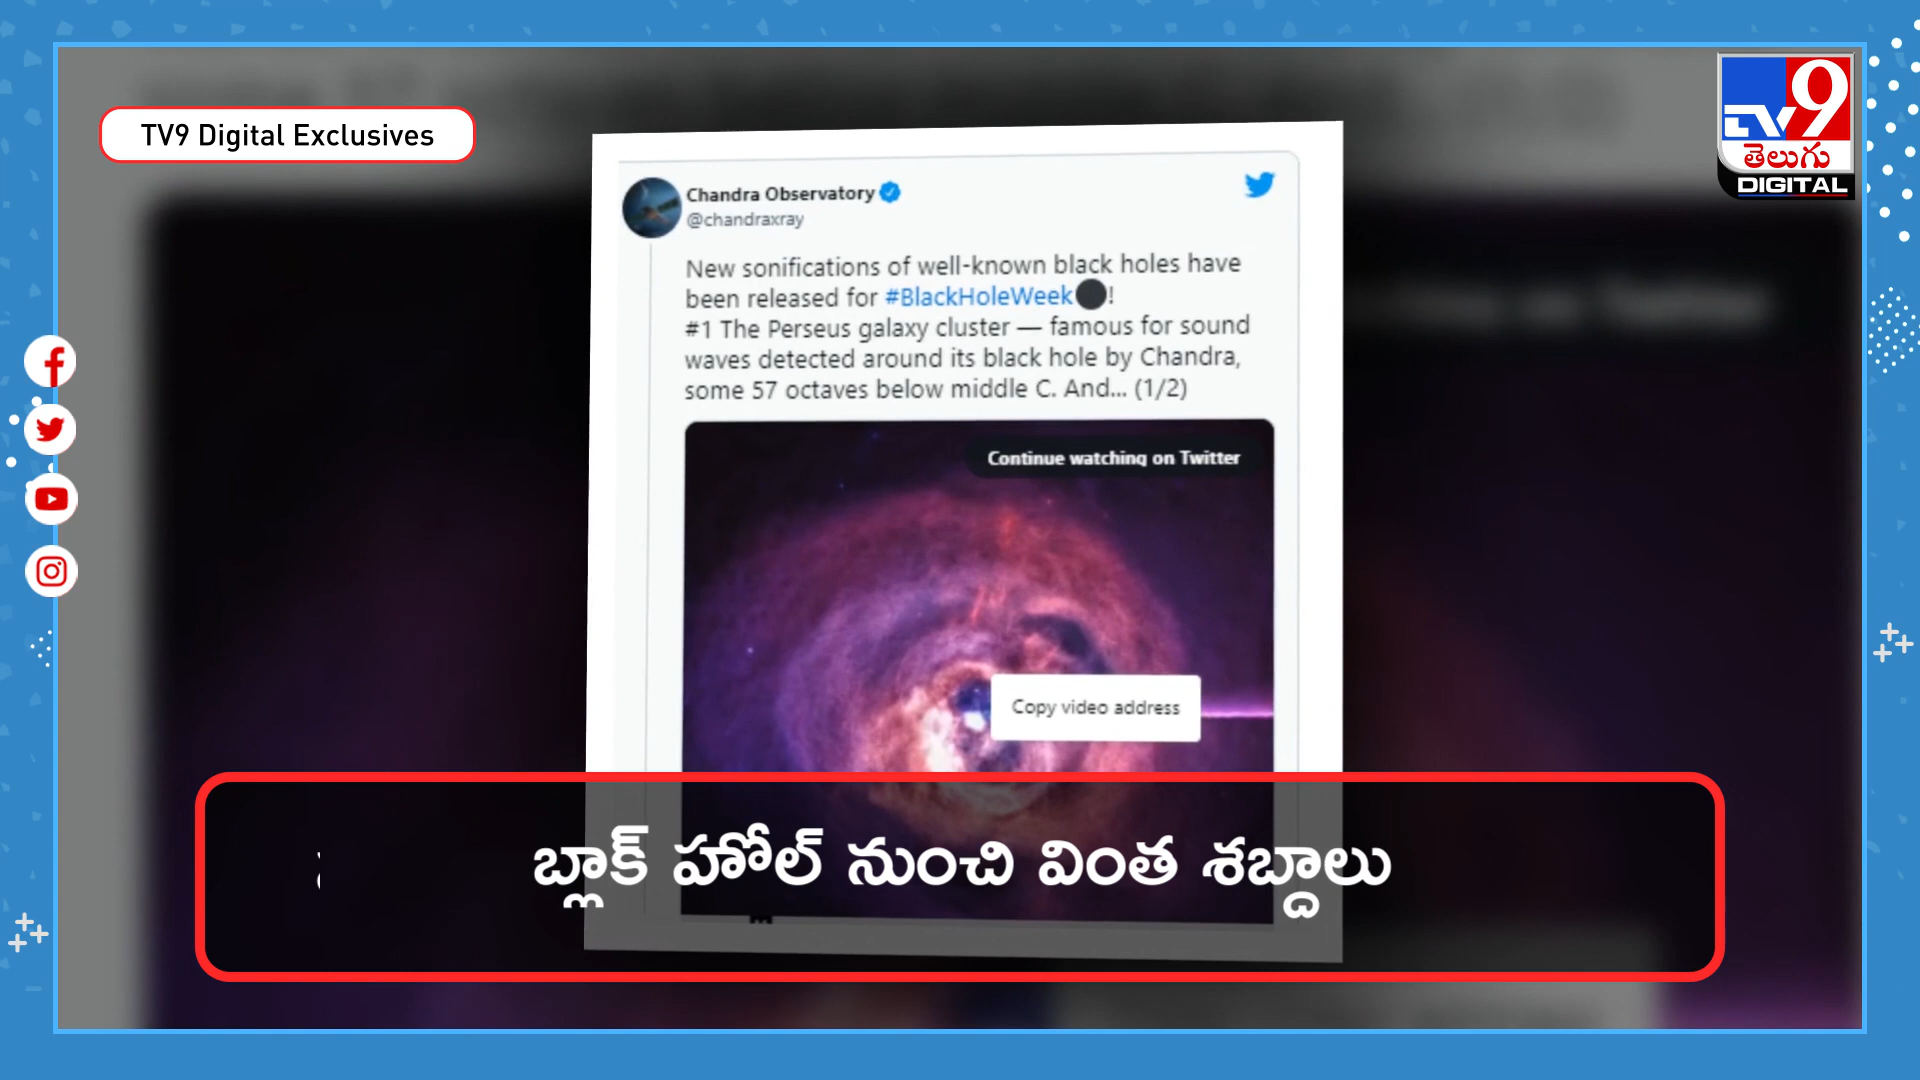 TV9 Digital Exclusives
TV9
తెలుగు
DIGITAL
Chandra Observatory
@chandraxray
New sonifications of well-known black holes have
been released for #BlackHoleWeek⚫!
#1 The Perseus galaxy cluster — famous for sound
waves detected around its black hole by Chandra,
some 57 octaves below middle C. And... (1/2)
Continue watching on Twitter
Copy video address
బ్లాక్ హోల్ నుంచి వింత శబ్దాలు